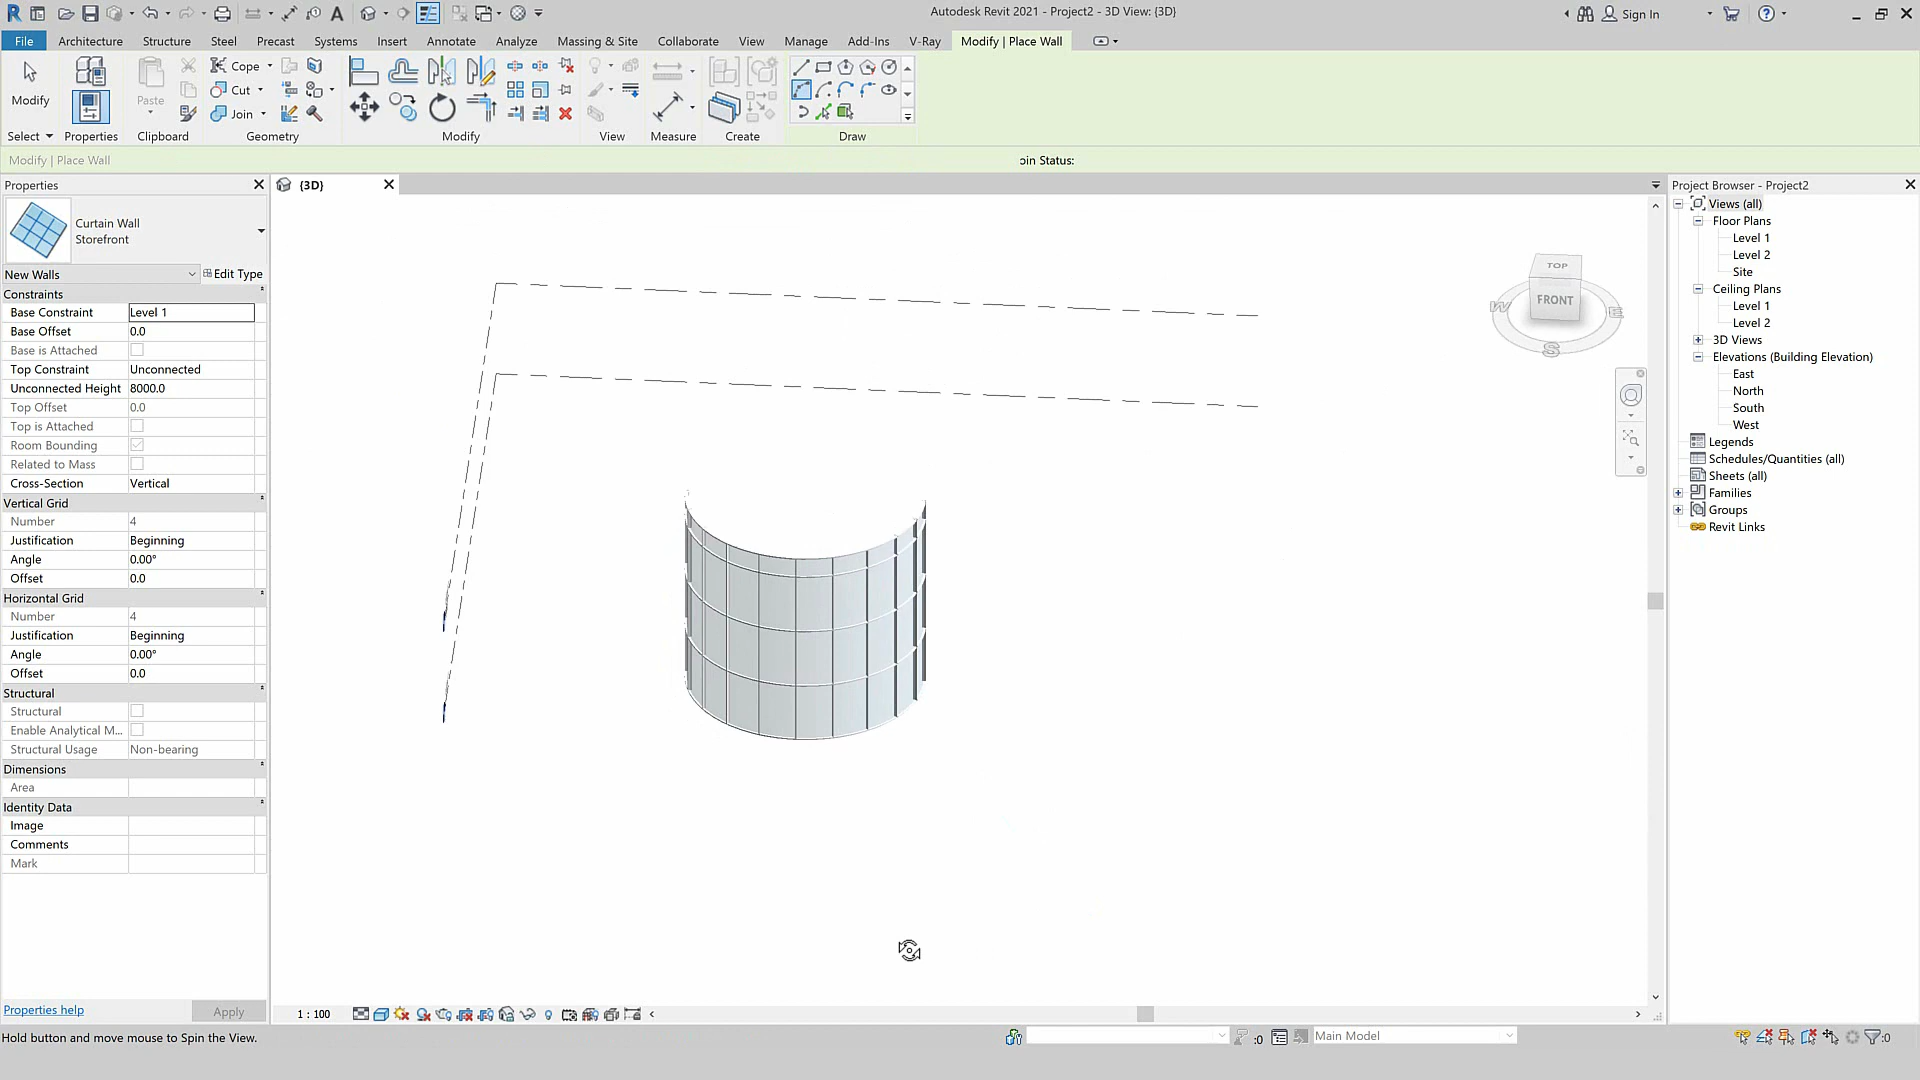 Autodesk Revit 2021 - Project2 - 3D View: {3D}
Sign In
File
Architecture
Structure
Steel
Precast
Systems
Insert
Annotate
Analyze
Massing & Site
Collaborate
View
Manage
Add-Ins
V-Ray
Modify | Place Wall
Modify
Paste
Cope
Cut
Join
Select
Properties
Clipboard
Geometry
Modify
View
Measure
Create
Draw
Modify | Place Wall
oin Status:
Properties
{3D}
Project Browser - Project2
Curtain Wall
Storefront
New Walls
Edit Type
Constraints
Base Constraint Level 1
Base Offset 0.0
Base is Attached
Top Constraint Unconnected
Unconnected Height 8000.0
Top Offset 0.0
Top is Attached
Room Bounding
Related to Mass
Cross-Section Vertical
Vertical Grid
Number 4
Justification Beginning
Angle 0.00°
Offset 0.0
Horizontal Grid
Number 4
Justification Beginning
Angle 0.00°
Offset 0.0
Structural
Structural
Enable Analytical M...
Structural Usage Non-bearing
Dimensions
Area
Identity Data
Image
Comments
Mark
Properties help
Apply
TOP
FRONT
W
E
S
Views (all)
Floor Plans
Level 1
Level 2
Site
Ceiling Plans
Level 1
Level 2
3D Views
Elevations (Building Elevation)
East
North
South
West
Legends
Schedules/Quantities (all)
Sheets (all)
Families
Groups
Revit Links
1 : 100
Hold button and move mouse to Spin the View.
:0
Main Model
:0